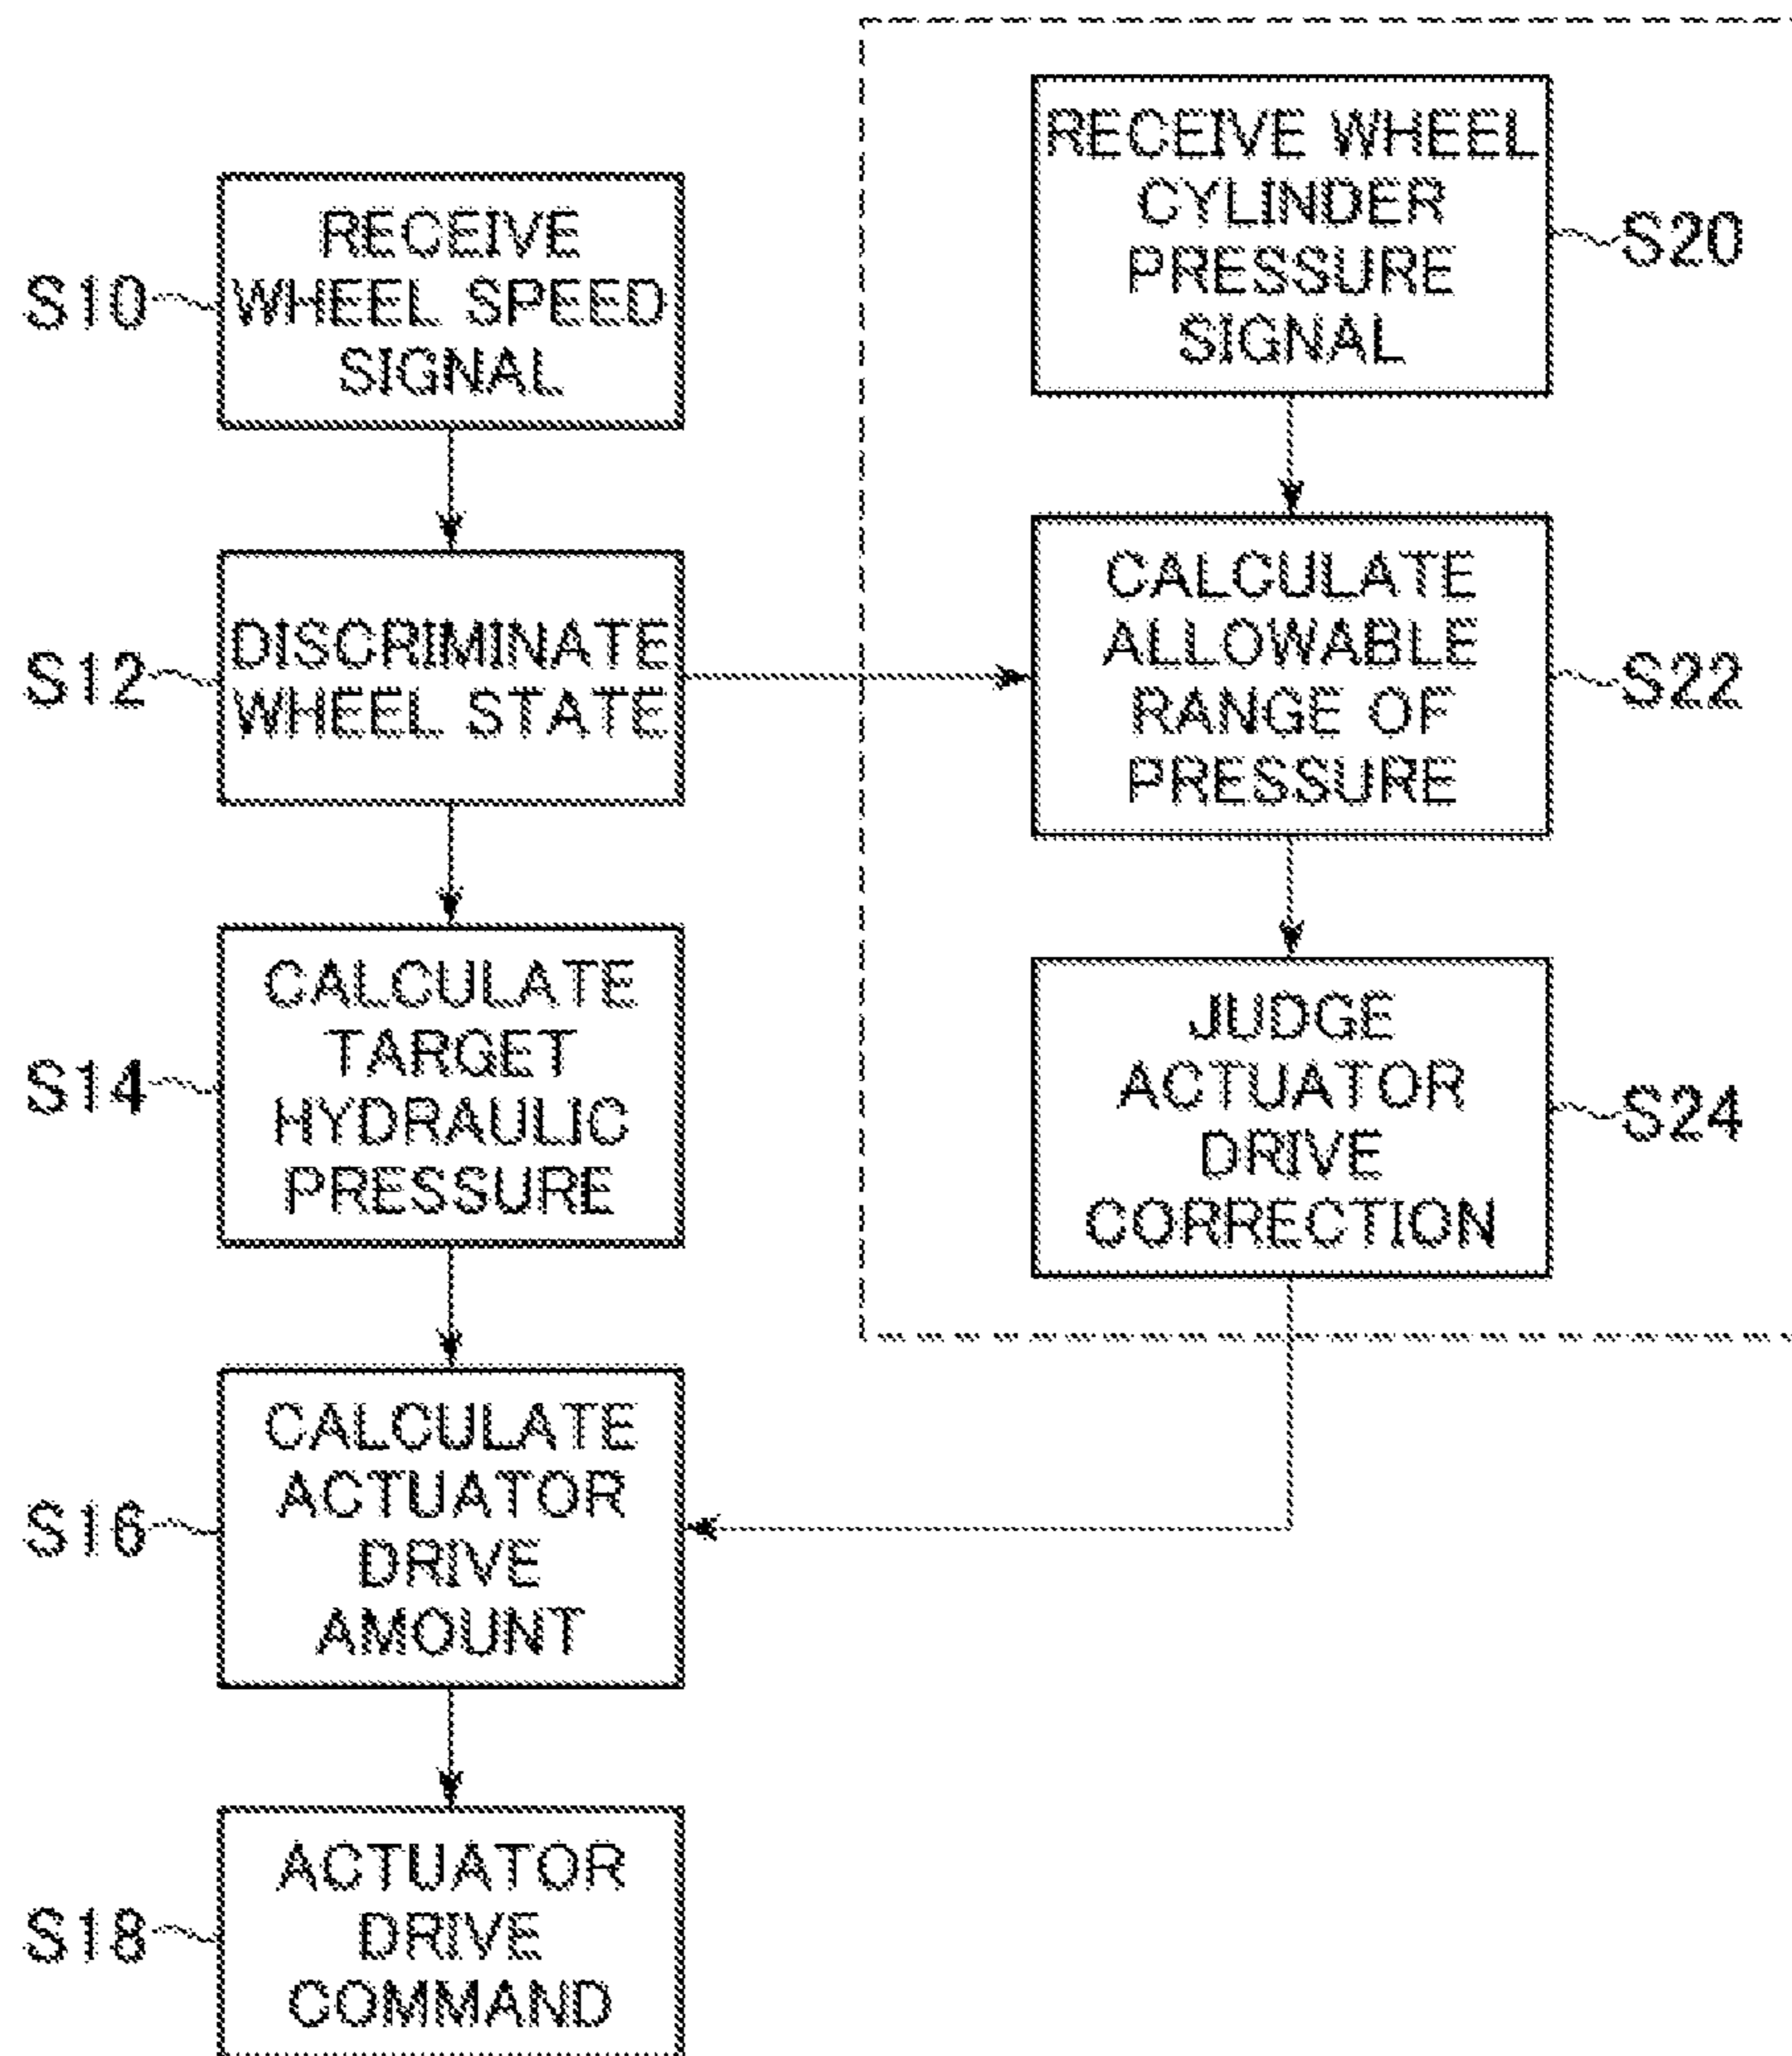 S10
RECEIVE
WHEEL SPEED
SIGNAL
S12
DISCRIMINATE
WHEEL STATE
S14
CALCULATE
TARGET
HYDRAULIC
PRESSURE
S16
CALCULATE
ACTUATOR
DRIVE
AMOUNT
S18
ACTUATOR
DRIVE
COMMAND
RECEIVE WHEEL
CYLINDER
PRESSURE
SIGNAL
S20
CALCULATE
ALLOWABLE
RANGE OF
PRESSURE
S22
JUDGE
ACTUATOR
DRIVE
CORRECTION
S24